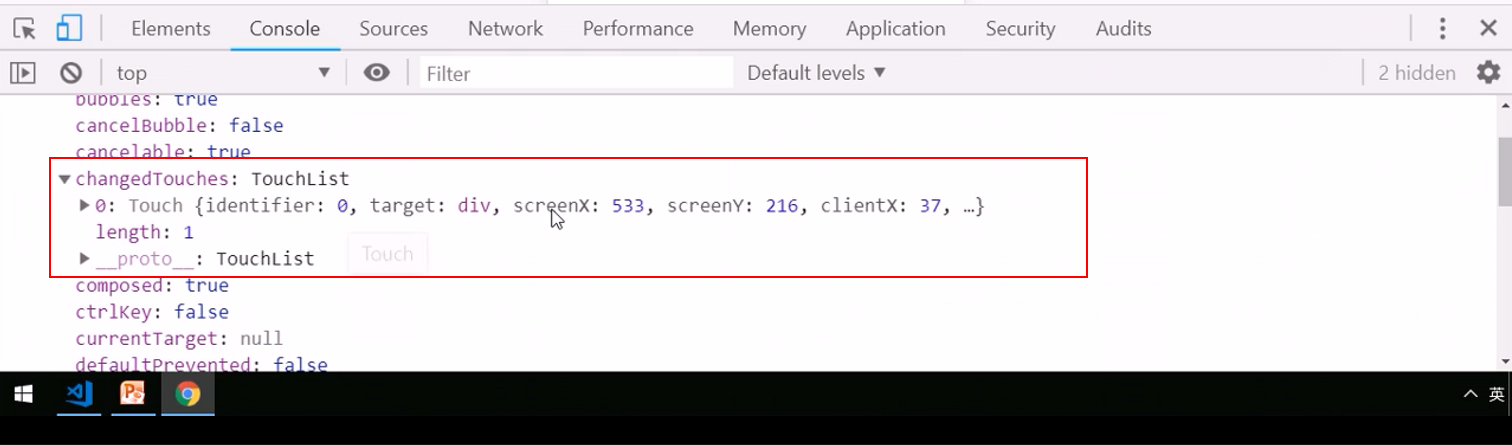 Elements Console Sources Network Performance Memory Application Security Audits
top Filter Default levels 2 hidden
bubbles: true
cancelBubble: false
cancelable: true
changedTouches: TouchList
0: Touch {identifier: 0, target: div, screenX: 533, screenY: 216, clientX: 37, …}
length: 1
__proto__: TouchList
Touch
composed: true
ctrlKey: false
currentTarget: null
defaultPrevented: false
英